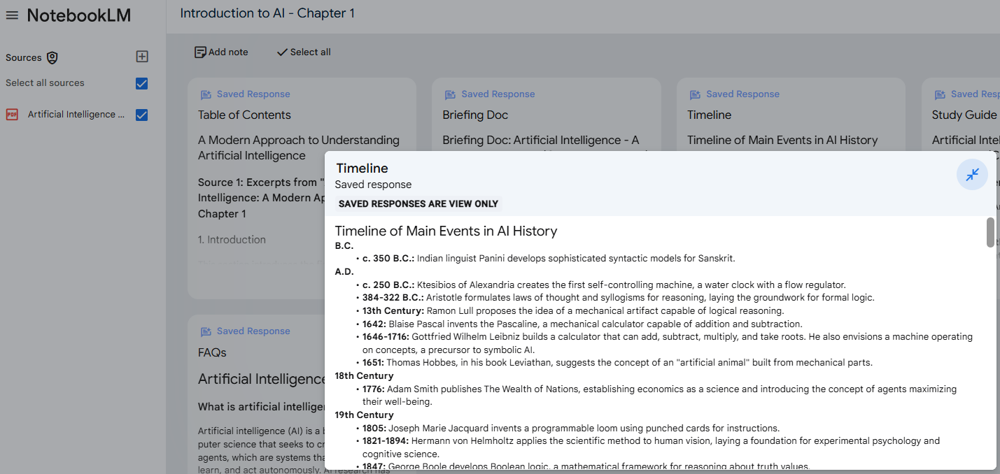 NotebookLM
Introduction to AI - Chapter 1
Sources
Select all sources
Artificial Intelligence ...
Add note
Select all
Saved Response
Table of Contents
A Modern Approach to Understanding
Artificial Intelligence
Source 1: Excerpts from "
Intelligence: A Modern Ap
Chapter 1
1. Introduction
Saved Response
Briefing Doc
Briefing Doc: Artificial Intelligence - A
Saved Response
Timeline
Timeline of Main Events in AI History
Saved Resp
Study Guide
Artificial Intel
Saved Response
FAQs
Artificial Intelligence
What is artificial intelliger
Artificial intelligence (AI) is a b
puter science that seeks to cr
agents, which are systems tha
learn, and act autonomously. AI research has
Timeline
Saved response
SAVED RESPONSES ARE VIEW ONLY
Timeline of Main Events in AI History
B.C.
• c. 350 B.C.: Indian linguist Panini develops sophisticated syntactic models for Sanskrit.
A.D.
• c. 250 B.C.: Ktesibios of Alexandria creates the first self-controlling machine, a water clock with a flow regulator.
• 384-322 B.C.: Aristotle formulates laws of thought and syllogisms for reasoning, laying the groundwork for formal logic.
• 13th Century: Ramon Lull proposes the idea of a mechanical artifact capable of logical reasoning.
• 1642: Blaise Pascal invents the Pascaline, a mechanical calculator capable of addition and subtraction.
• 1646-1716: Gottfried Wilhelm Leibniz builds a calculator that can add, subtract, multiply, and take roots. He also envisions a machine operating
on concepts, a precursor to symbolic AI.
• 1651: Thomas Hobbes, in his book Leviathan, suggests the concept of an "artificial animal" built from mechanical parts.
18th Century
• 1776: Adam Smith publishes The Wealth of Nations, establishing economics as a science and introducing the concept of agents maximizing
their well-being.
19th Century
• 1805: Joseph Marie Jacquard invents a programmable loom using punched cards for instructions.
• 1821-1894: Hermann von Helmholtz applies the scientific method to human vision, laying a foundation for experimental psychology and
cognitive science.
• 1847: George Boole develops Boolean logic, a mathematical framework for reasoning about truth values.